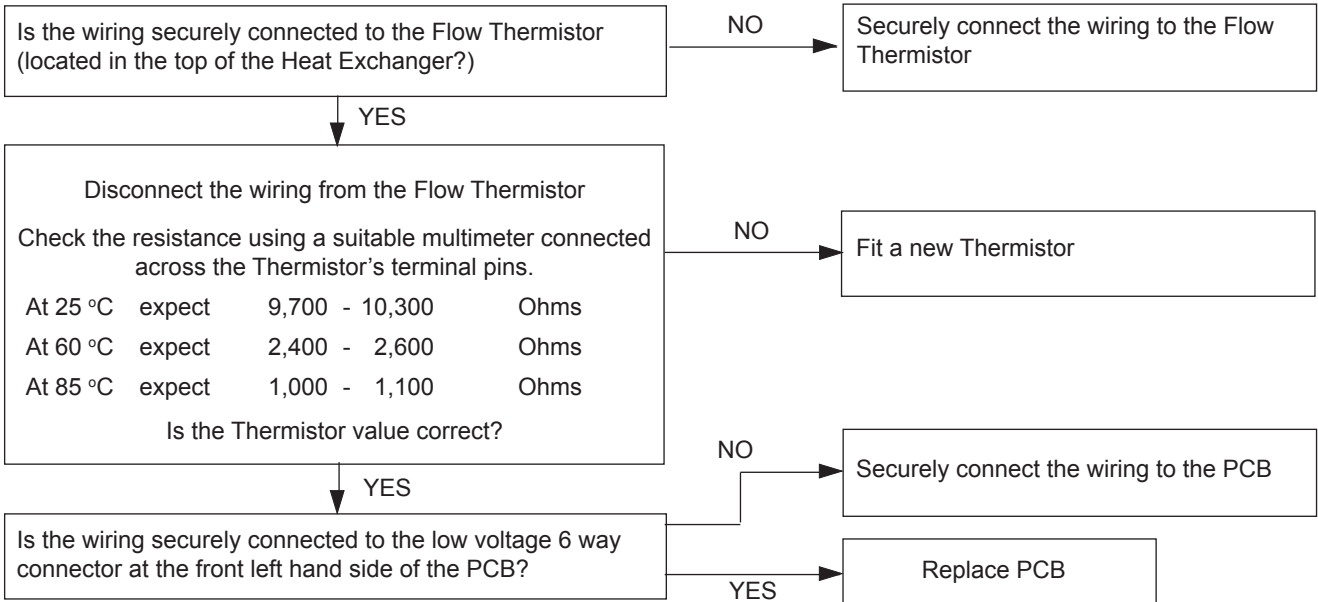 Is the wiring securely connected to the Flow Thermistor
(located in the top of the Heat Exchanger?)
NO
Securely connect the wiring to the Flow
Thermistor
YES
Disconnect the wiring from the Flow Thermistor
Check the resistance using a suitable multimeter connected
across the Thermistor’s terminal pins.
At 25 °C expect 9,700 - 10,300 Ohms
At 60 °C expect 2,400 - 2,600 Ohms
At 85 °C expect 1,000 - 1,100 Ohms
Is the Thermistor value correct?
NO
Fit a new Thermistor
YES
Is the wiring securely connected to the low voltage 6 way
connector at the front left hand side of the PCB?
NO
Securely connect the wiring to the PCB
YES
Replace PCB